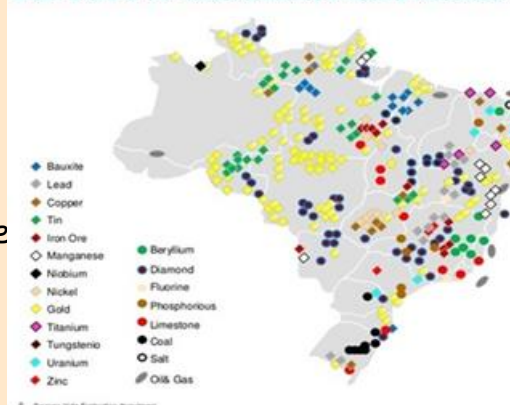 e
Bauxite
Lead
Copper
Tin
Iron Ore
Manganese
Niobium
Nickel
Gold
Titanium
Tungstenio
Uranium
Zinc
Beryllium
Diamond
Fluorine
Phosphorious
Limestone
Coal
Salt
Oil& Gas